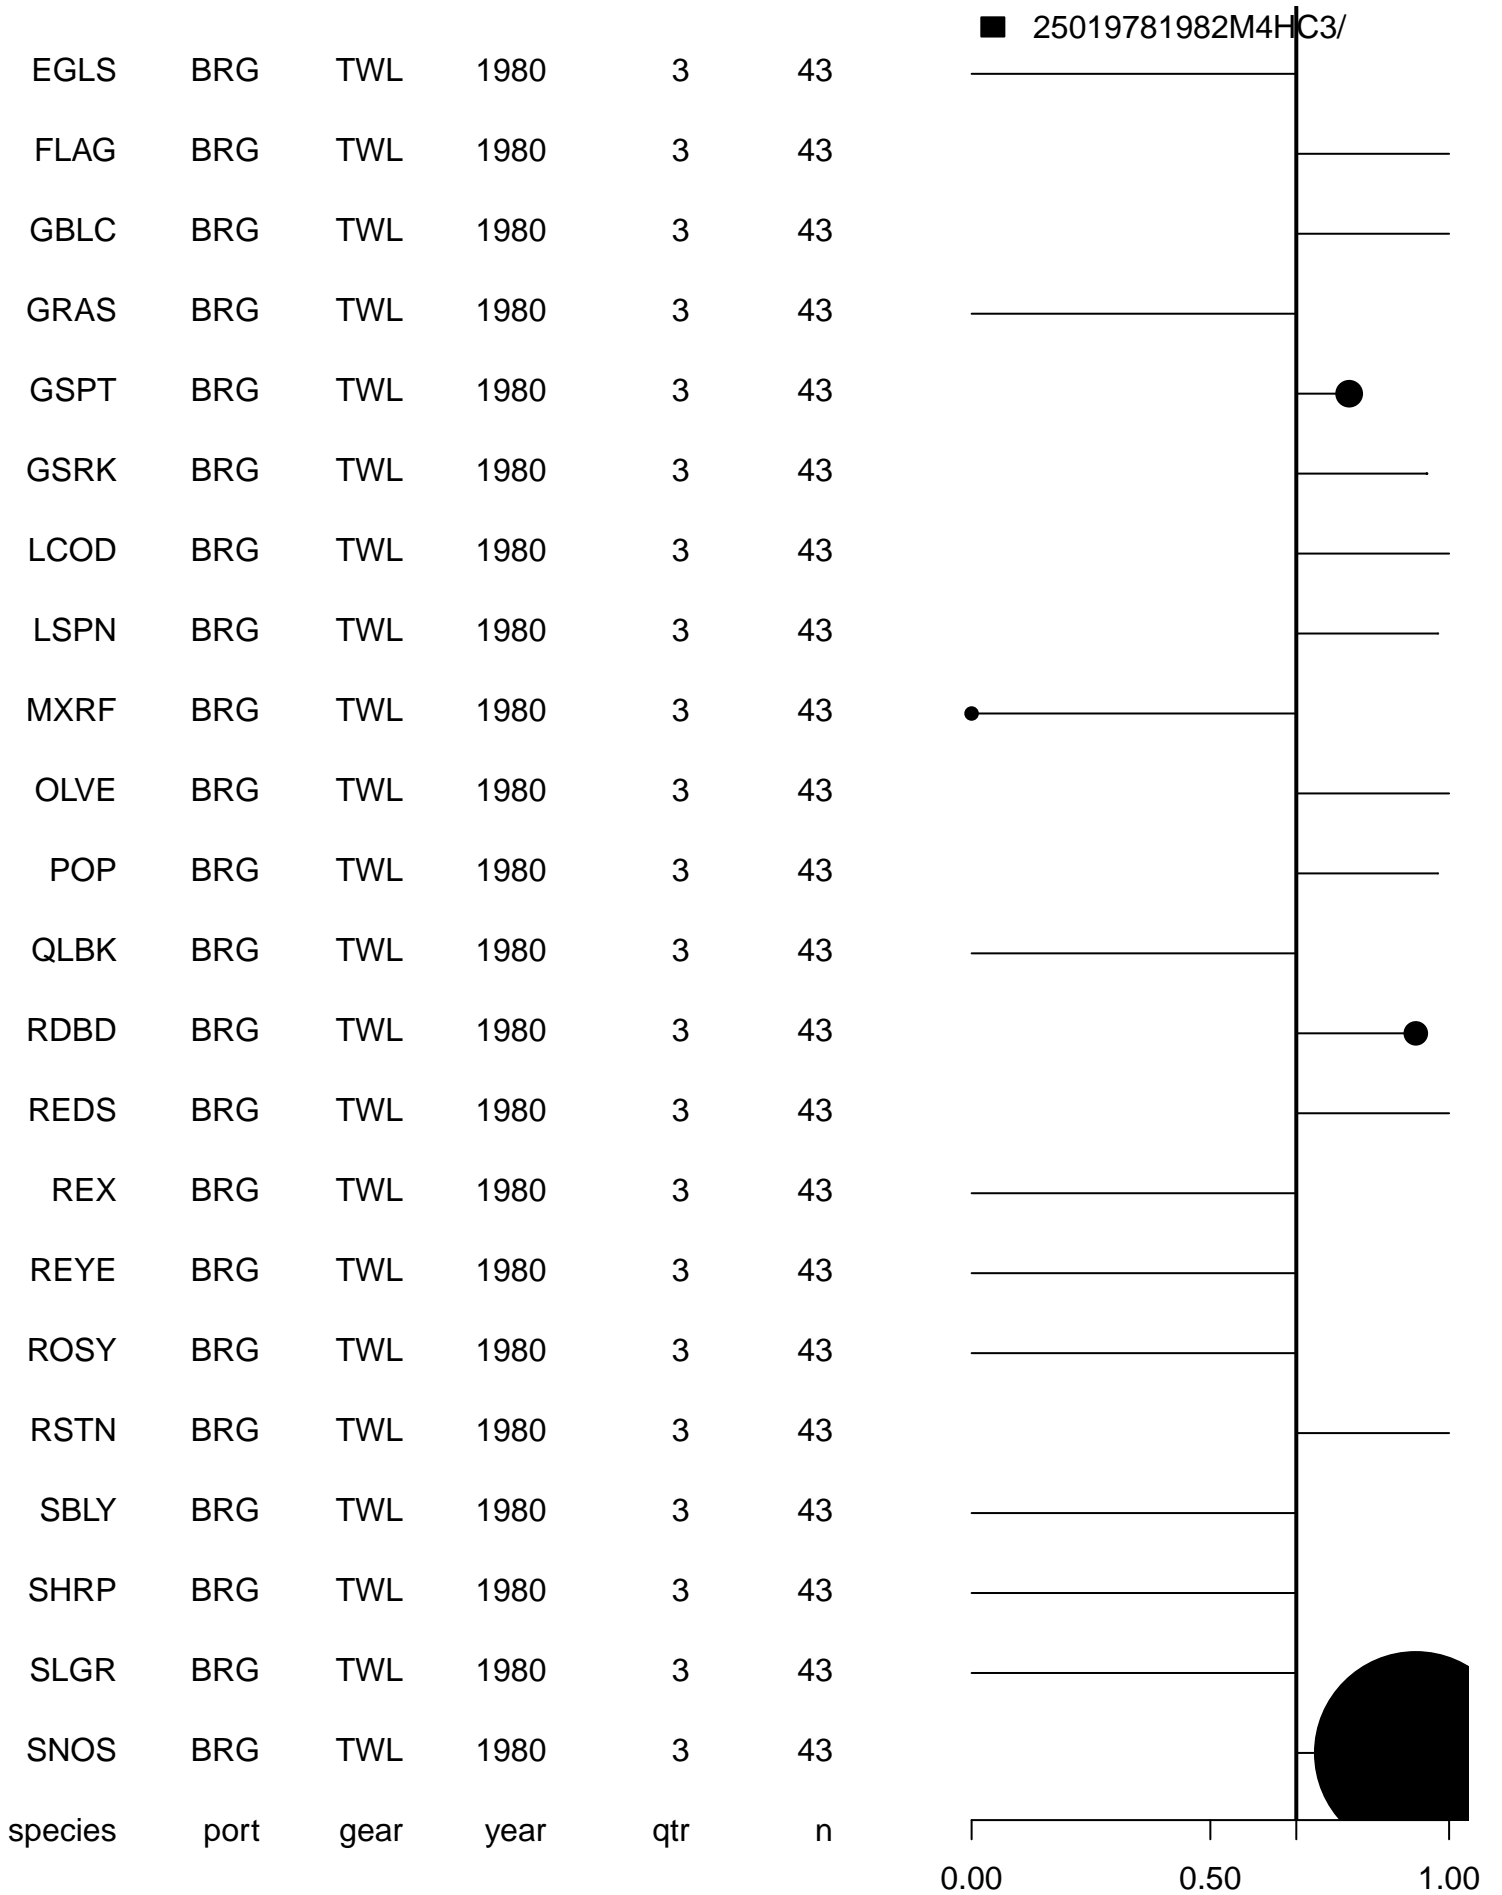 25019781982M4HC3/
EGLS BRG TWL 1980 3 43
FLAG BRG TWL 1980 3 43
GBLC BRG TWL 1980 3 43
GRAS BRG TWL 1980 3 43
GSPT BRG TWL 1980 3 43
GSRK BRG TWL 1980 3 43
LCOD BRG TWL 1980 3 43
LSPN BRG TWL 1980 3 43
MXRF BRG TWL 1980 3 43
OLVE BRG TWL 1980 3 43
POP BRG TWL 1980 3 43
QLBK BRG TWL 1980 3 43
RDBD BRG TWL 1980 3 43
REDS BRG TWL 1980 3 43
REX BRG TWL 1980 3 43
REYE BRG TWL 1980 3 43
ROSY BRG TWL 1980 3 43
RSTN BRG TWL 1980 3 43
SBLY BRG TWL 1980 3 43
SHRP BRG TWL 1980 3 43
SLGR BRG TWL 1980 3 43
SNOS BRG TWL 1980 3 43
species port gear year qtr n
0.00 0.50 1.00